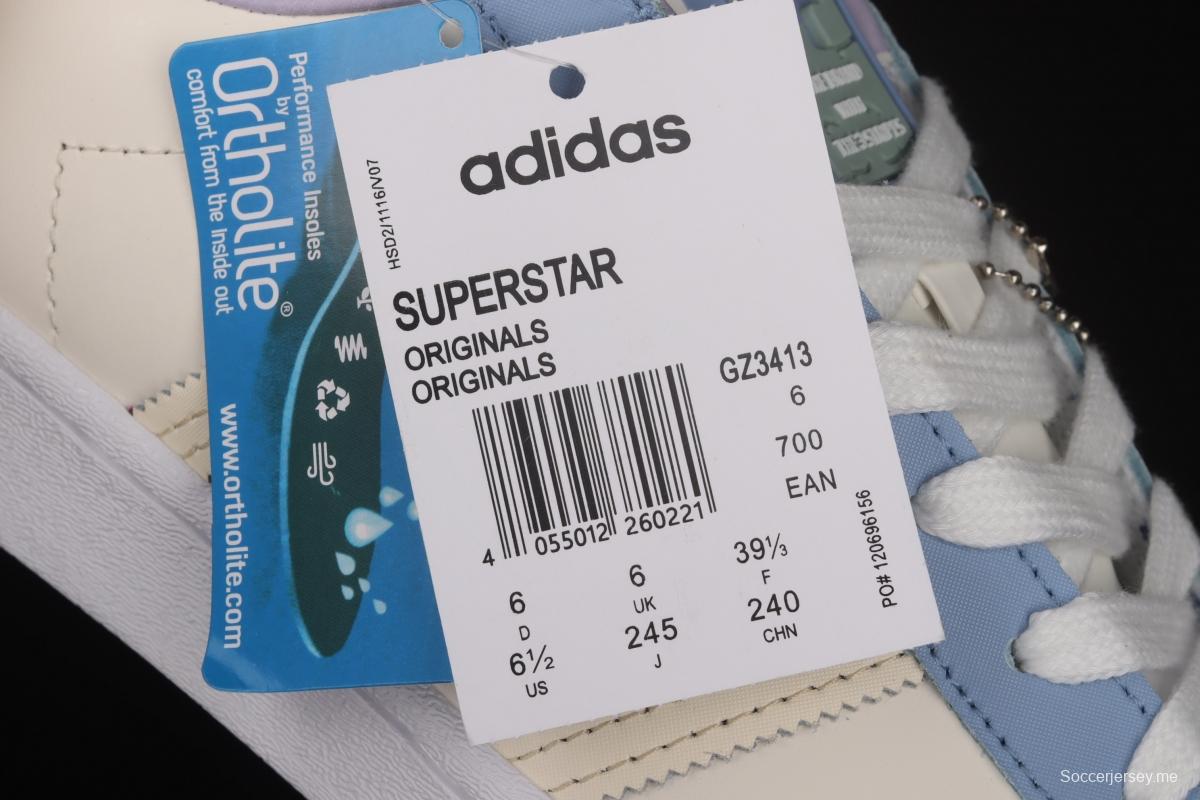 Performance Insoles
by
Ortholite®
comfort from the Inside out
www.ortholite.com
adidas
HSD2/1116/V07
SUPERSTAR
ORIGINALS
ORIGINALS
GZ3413
6
700
EAN
4 055012 260221
6
D
6½
US
6
UK
245
J
39⅓
F
240
CHN
PO# 120696156
Soccerjersey.me